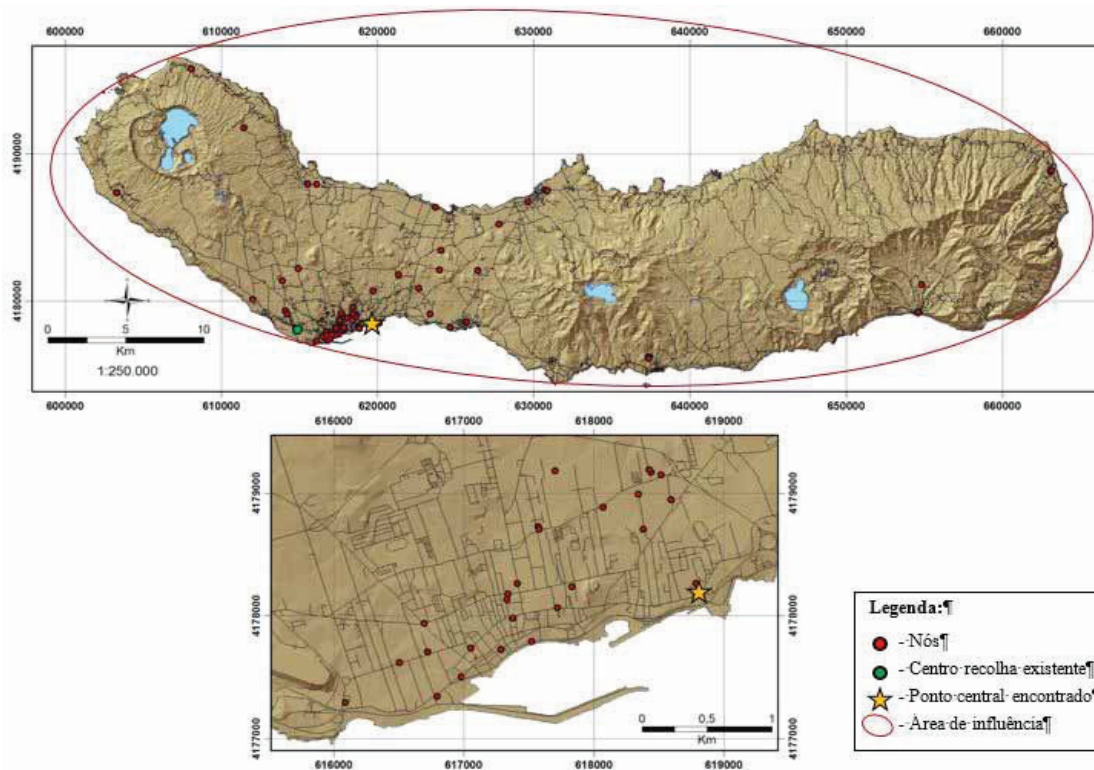 600000 610000 620000 630000 640000 650000 660000
4190000 4190000
4180000 4180000
0 5 10
Km
1:250.000
600000 610000 620000 630000 640000 650000 660000
616000 617000 618000 619000
4179000 4179000
4178000 4178000
4177000 4177000
0 0.5 1
Km
616000 617000 618000 619000
Legenda:¶
- Nós¶
- Centro recolha existente¶
- Ponto central encontrado¶
- Área de influência¶